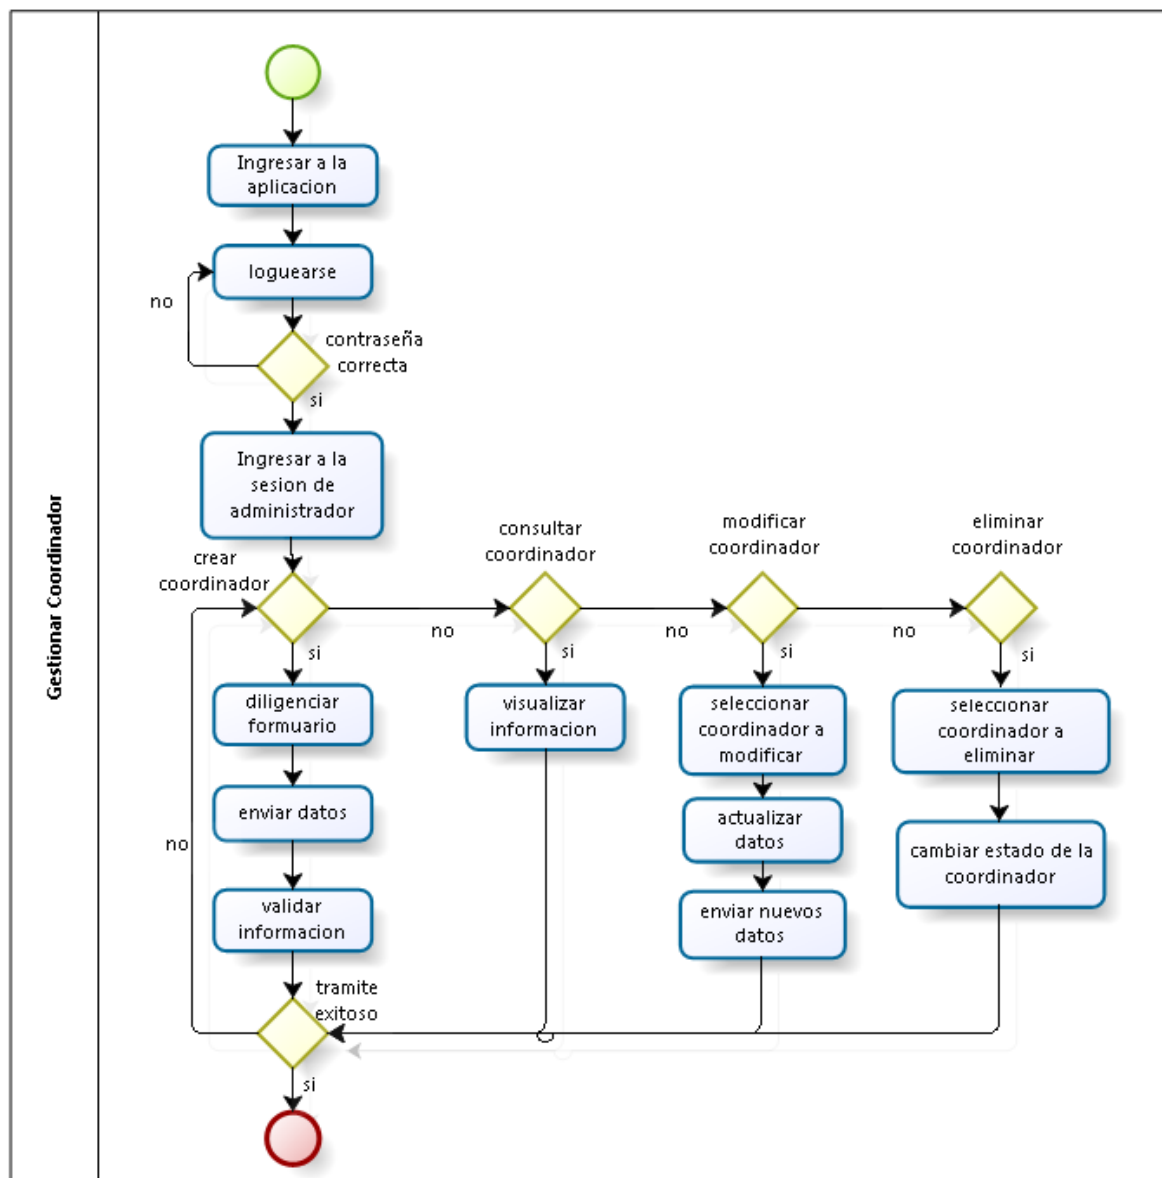 Gestionar Coordinador
Ingresar a la
aplicacion
loguearse
no
contraseña
correcta
si
Ingresar a la
sesion de
administrador
crear
coordinador
consultar
coordinador
modificar
coordinador
eliminar
coordinador
no
no
no
si
si
si
si
diligenciar
formuario
visualizar
informacion
seleccionar
coordinador a
modificar
seleccionar
coordinador a
eliminar
enviar datos
actualizar
datos
cambiar estado de la
coordinador
no
validar
informacion
enviar nuevos
datos
tramite
exitoso
si